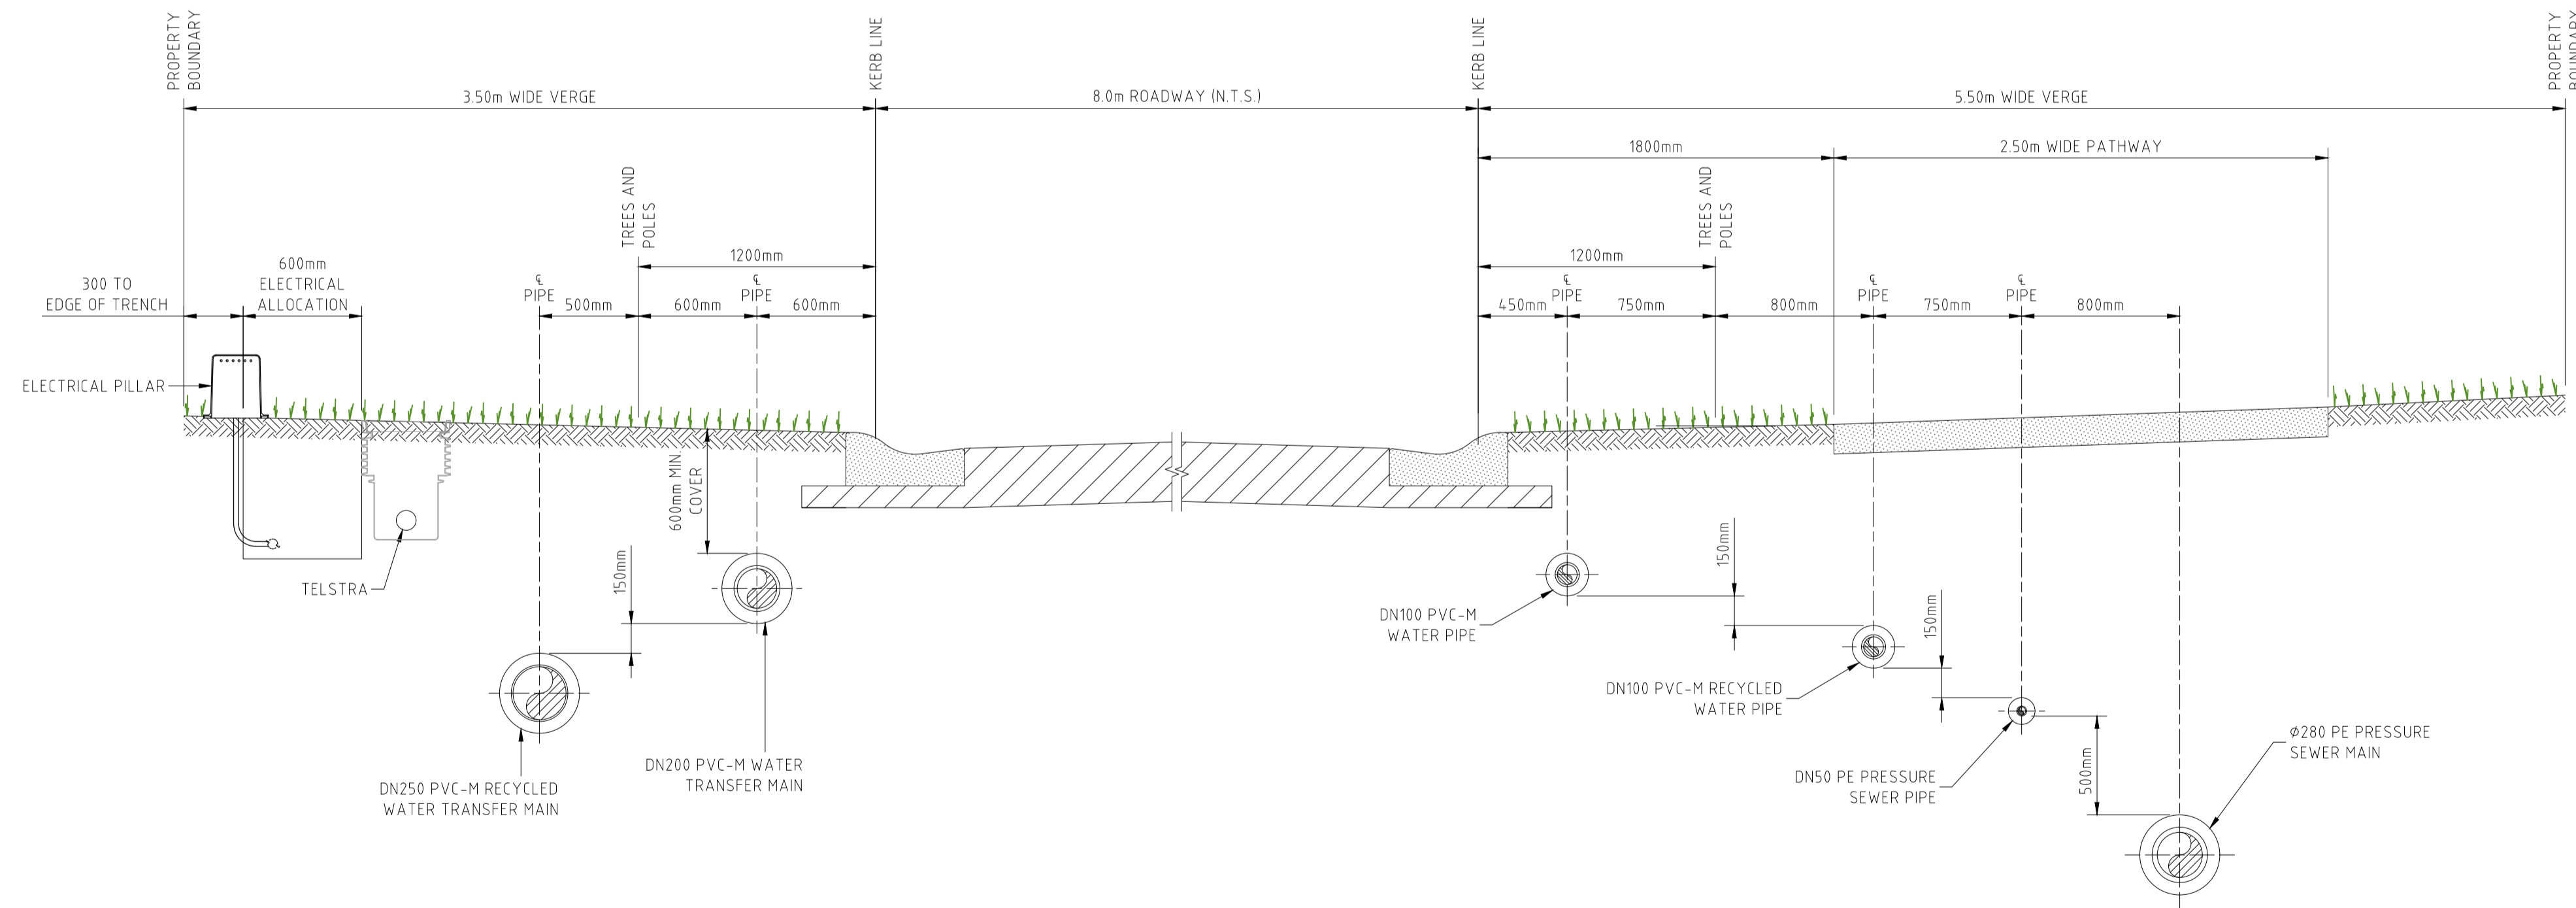 PROPERTY
BOUNDARY
KERB LINE
KERB LINE
PROPERTY
BOUNDARY
3.50m WIDE VERGE
8.0m ROADWAY (N.T.S.)
5.50m WIDE VERGE
1800mm
2.50m WIDE PATHWAY
TREES AND
POLES
TREES AND
POLES
1200mm
1200mm
300 TO
EDGE OF TRENCH
600mm
ELECTRICAL
ALLOCATION
℄
PIPE
500mm
600mm
℄
PIPE
600mm
450mm
℄
PIPE
750mm
800mm
℄
PIPE
750mm
℄
PIPE
800mm
ELECTRICAL PILLAR
TELSTRA
600mm MIN.
COVER
150mm
DN250 PVC-M RECYCLED
WATER TRANSFER MAIN
DN200 PVC-M WATER
TRANSFER MAIN
DN100 PVC-M
WATER PIPE
150mm
DN100 PVC-M RECYCLED
WATER PIPE
150mm
DN50 PE PRESSURE
SEWER PIPE
500mm
Ø280 PE PRESSURE
SEWER MAIN